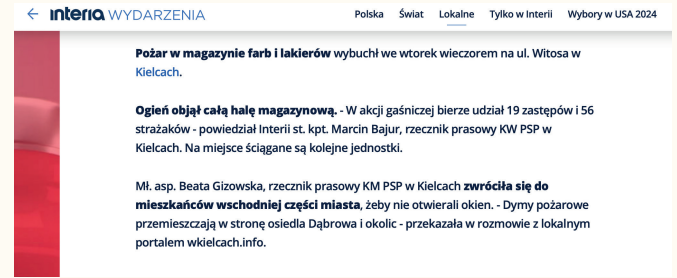 ← interia WYDARZENIA Polska Świat Lokalne Tylko w Interii Wybory w USA 2024
Pożar w magazynie farb i lakierów wybuchł we wtorek wieczorem na ul. Witosa w
Kielcach.
Ogień objął całą halę magazynową. - W akcji gaśniczej bierze udział 19 zastępów i 56
strażaków - powiedział Interii st. kpt. Marcin Bajur, rzecznik prasowy KW PSP w
Kielcach. Na miejsce ściągane są kolejne jednostki.
Mł. asp. Beata Gizowska, rzecznik prasowy KM PSP w Kielcach zwróciła się do
mieszkańców wschodniej części miasta, żeby nie otwierali okien. - Dymy pożarowe
przemieszczają w stronę osiedla Dąbrowa i okolic - przekazała w rozmowie z lokalnym
portalem wkielcach.info.